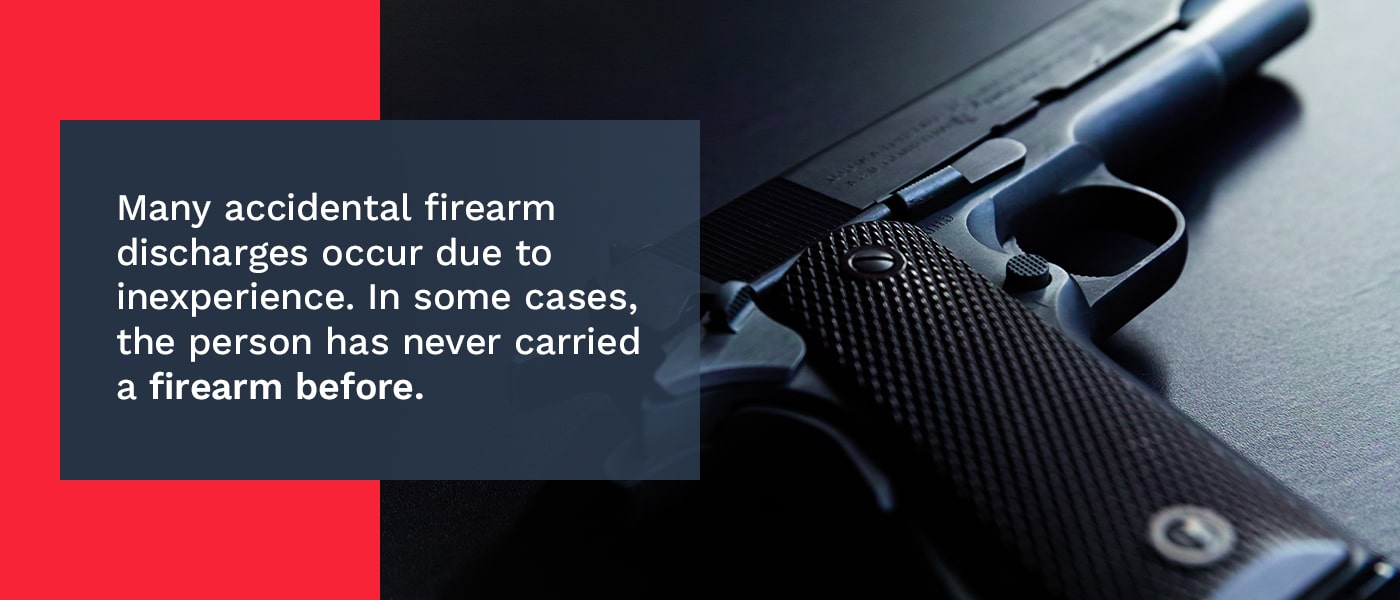 Many accidental firearm
discharges occur due to
inexperience. In some cases,
the person has never carried
a firearm before.